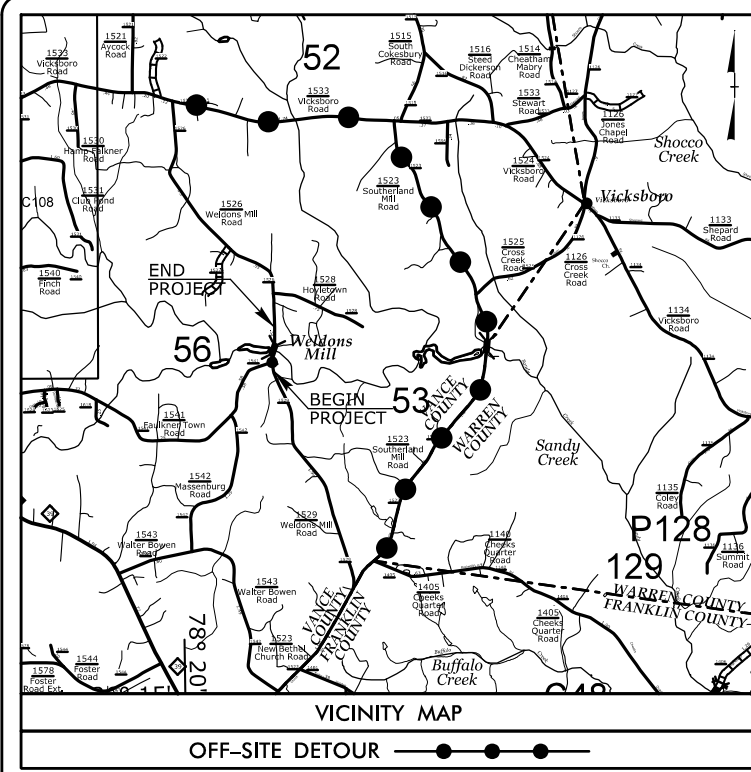 1521
Aycock
Road
1533
Vicksboro
Road
52
1515
South
Cokesbury
Road
1516
Steed
Dickerson
Road
1514
Cheatham
Mabry
Road
1533
Vicksboro
Road
1533
Stewart
Road
1126
Jones
Chapel
Road
Shocco
Creek
1530
Hamp Falkner
Road
1531
Club Pond
Road
C108
1523
Southerland
Mill
Road
1524
Vicksboro
Road
Vicksboro
1526
Weldons Mill
Road
1133
Shepard
Road
1525
Cross
Creek
Road
1126
Cross
Creek
Road
1540
Finch
Road
END
PROJECT
1528
Hoyletown
Road
1134
Vicksboro
Road
56
Weldons
Mill
BEGIN
PROJECT
53
VANCE
COUNTY
WARREN
COUNTY
1541
Faulkner Town
Road
1523
Southerland
Mill
Road
Sandy
Creek
1542
Massenburg
Road
1135
Coley
Road
1529
Weldons Mill
Road
P128
1543
Walter Bowen
Road
1140
Cheeks
Quarter
Road
1136
Summit
Road
129
1543
Walter Bowen
Road
1405
Cheeks
Quarter
Road
WARREN COUNTY
FRANKLIN COUNTY
VANCE
COUNTY
FRANKLIN
COUNTY
1405
Cheeks
Quarter
Road
78° 20'
1523
New Bethel
Church Road
Buffalo
Creek
1544
Foster
Road
1578
Foster
Road Ext.
VICINITY MAP
OFF-SITE DETOUR